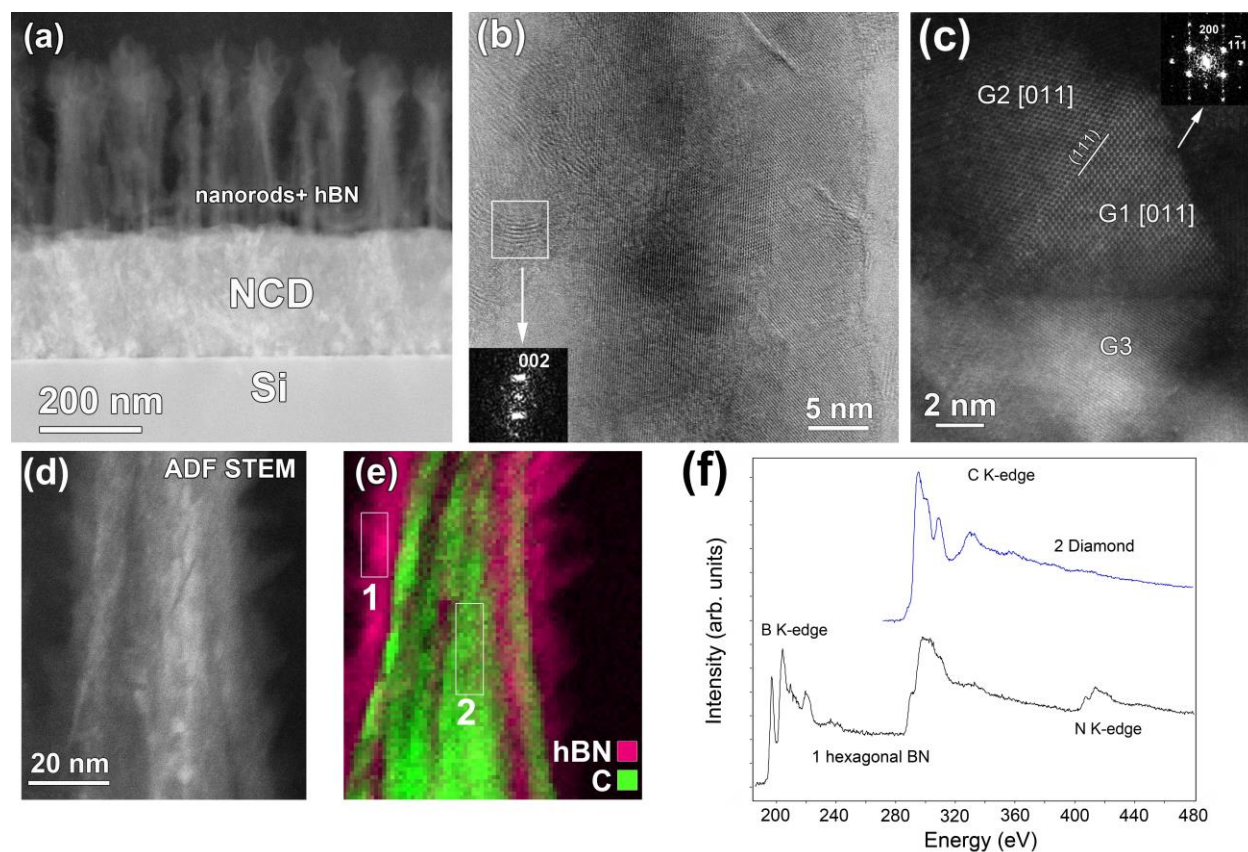 (a)
nanorods+ hBN
NCD
Si
200 nm
(b)
002
5 nm
(c)
200
1-11
G2 [011]
(111)
G1 [011]
G3
2 nm
(d)
ADF STEM
20 nm
(e)
1
2
hBN
C
(f)
C K-edge
2 Diamond
B K-edge
1 hexagonal BN
N K-edge
Intensity (arb. units)
200 240 280 320 360 400 440 480
Energy (eV)